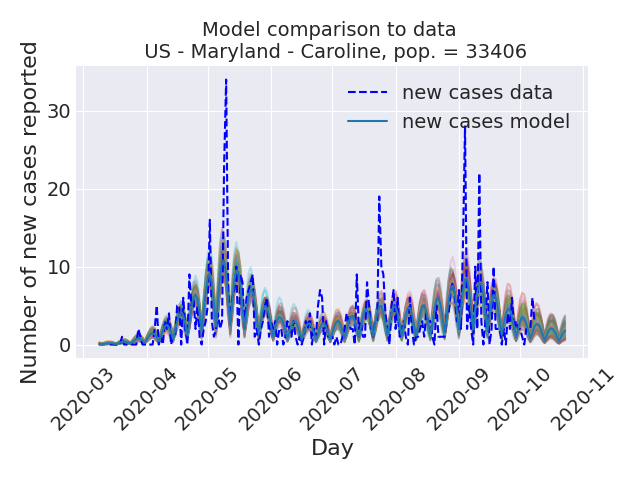 Model comparison to data
US - Maryland - Caroline, pop. = 33406
Number of new cases reported
30
20
10
0
new cases data
new cases model
2020-03
2020-04
2020-05
2020-06
2020-07
2020-08
2020-09
2020-10
2020-11
Day